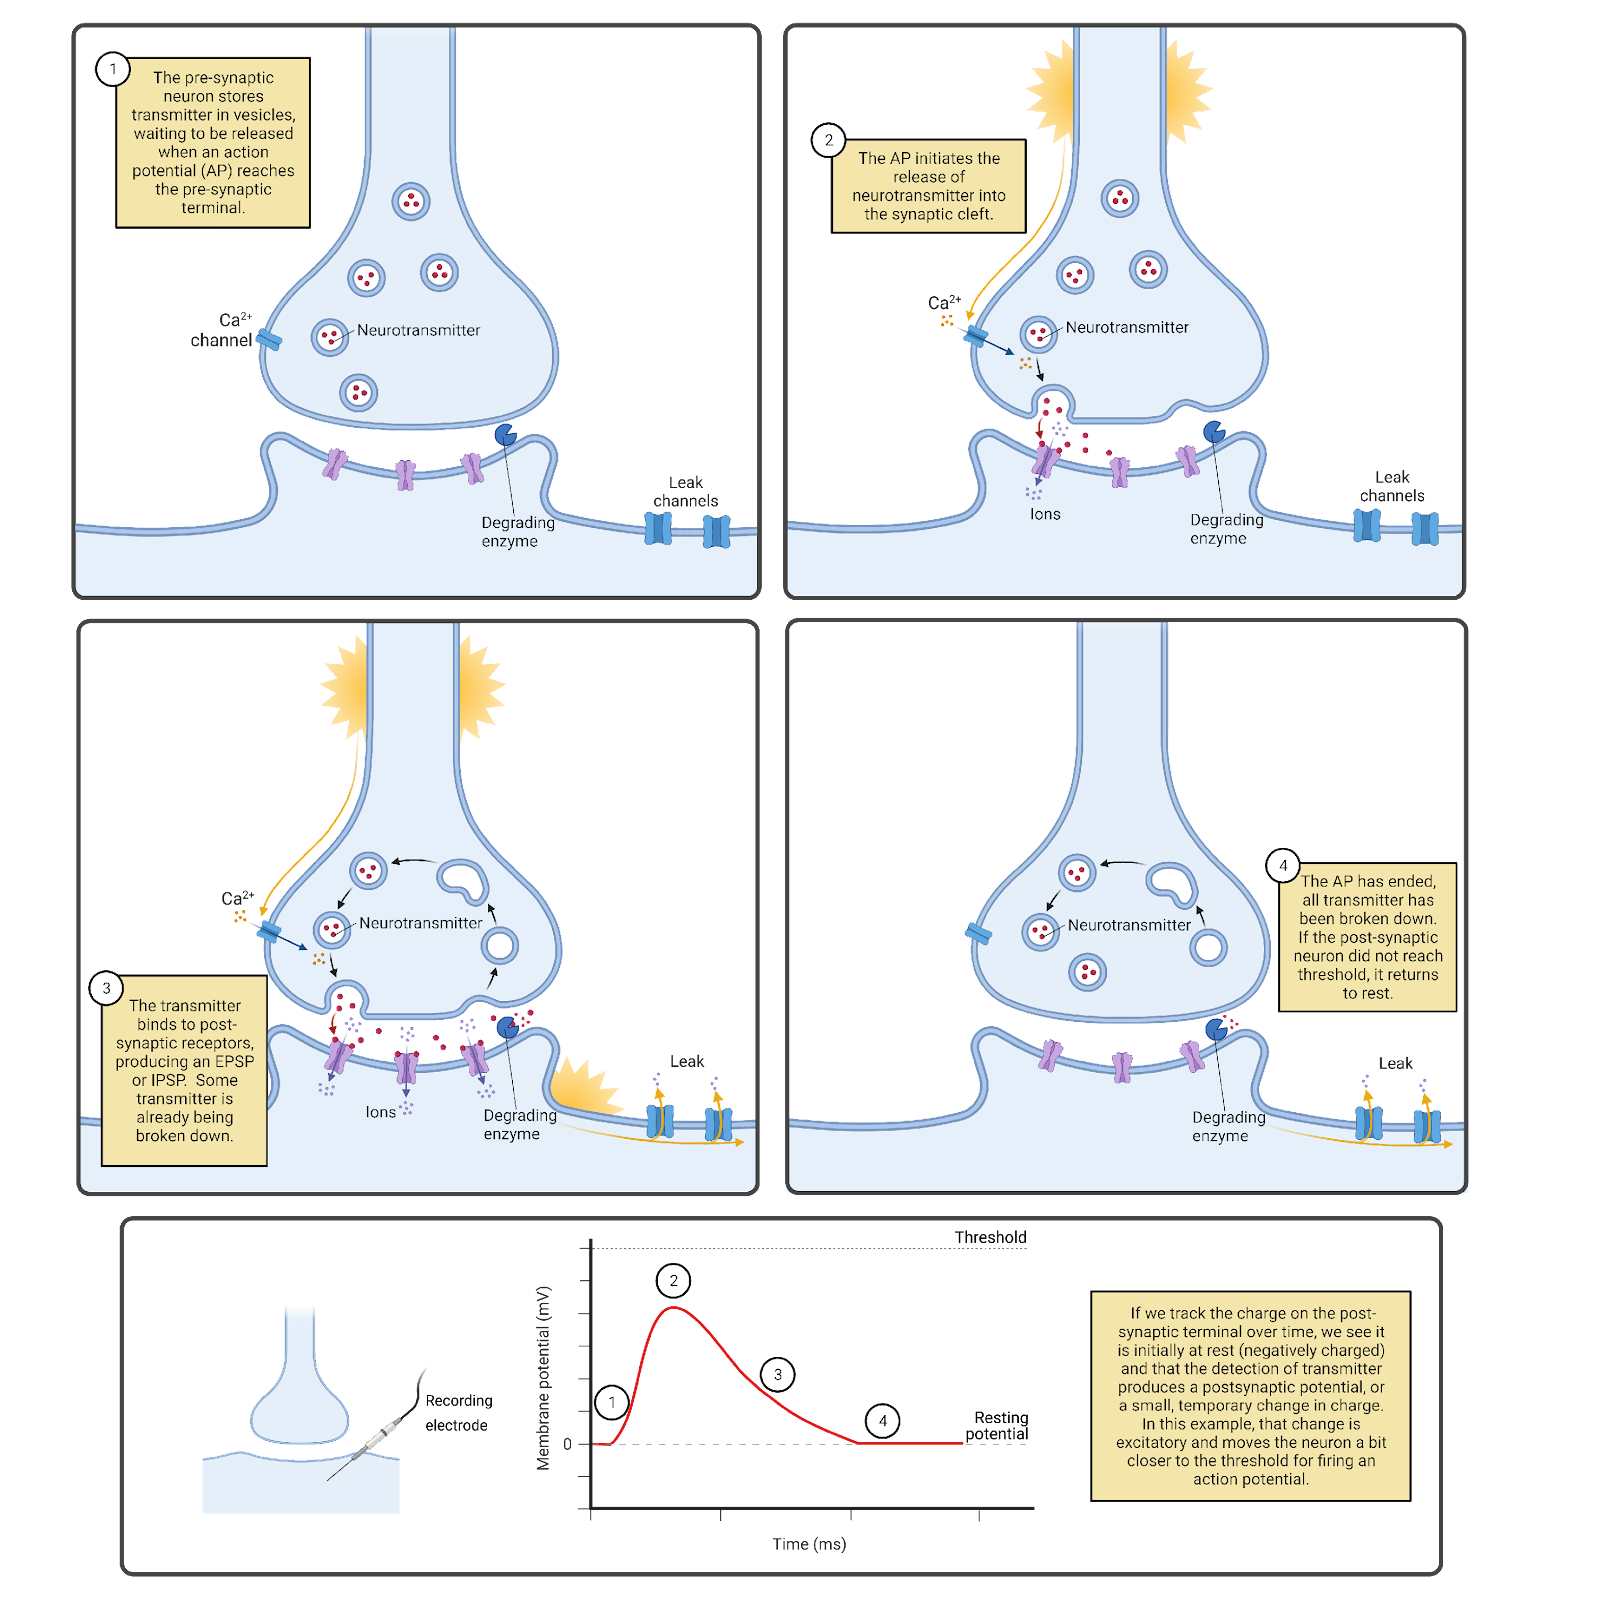 1
The pre-synaptic
neuron stores
transmitter in vesicles,
waiting to be released
when an action
potential (AP) reaches
the pre-synaptic
terminal.
Ca²⁺
channel
Neurotransmitter
Degrading
enzyme
Leak
channels
2
The AP initiates the
release of
neurotransmitter into
the synaptic cleft.
Ca²⁺
Neurotransmitter
Ions
Degrading
enzyme
Leak
channels
3
The transmitter
binds to post-
synaptic receptors,
producing an EPSP
or IPSP. Some
transmitter is
already being
broken down.
Ca²⁺
Neurotransmitter
Ions
Degrading
enzyme
Leak
4
The AP has ended,
all transmitter has
been broken down.
If the post-synaptic
neuron did not reach
threshold, it returns
to rest.
Neurotransmitter
Degrading
enzyme
Leak
Recording
electrode
Membrane potential (mV)
Threshold
1
2
3
4
0
Resting
potential
Time (ms)
If we track the charge on the post-
synaptic terminal over time, we see it
is initially at rest (negatively charged)
and that the detection of transmitter
produces a postsynaptic potential, or
a small, temporary change in charge.
In this example, that change is
excitatory and moves the neuron a bit
closer to the threshold for firing an
action potential.